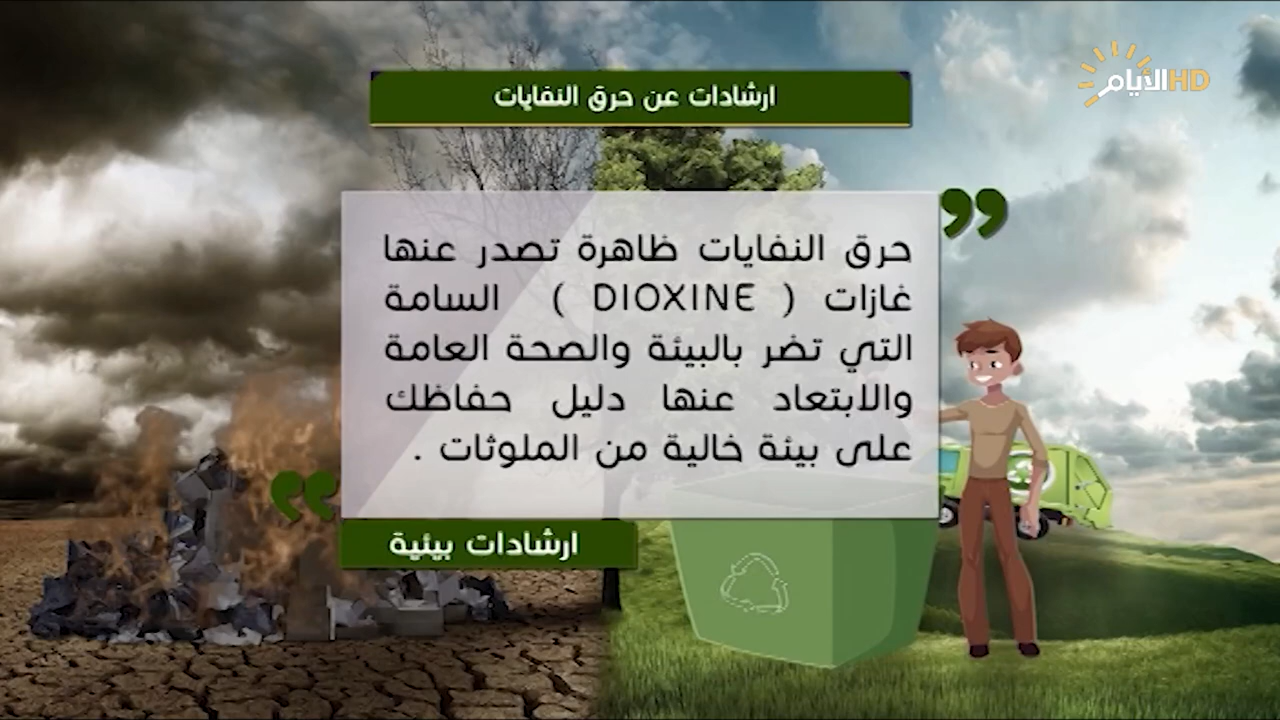 الأيام HD
ارشادات عن حرق النفايات
حرق النفايات ظاهرة تصدر عنها
غازات ( DIOXINE ) السامة
التي تضر بالبيئة والصحة العامة
والابتعاد عنها دليل حفاظك
على بيئة خالية من الملوثات .
ارشادات بيئية